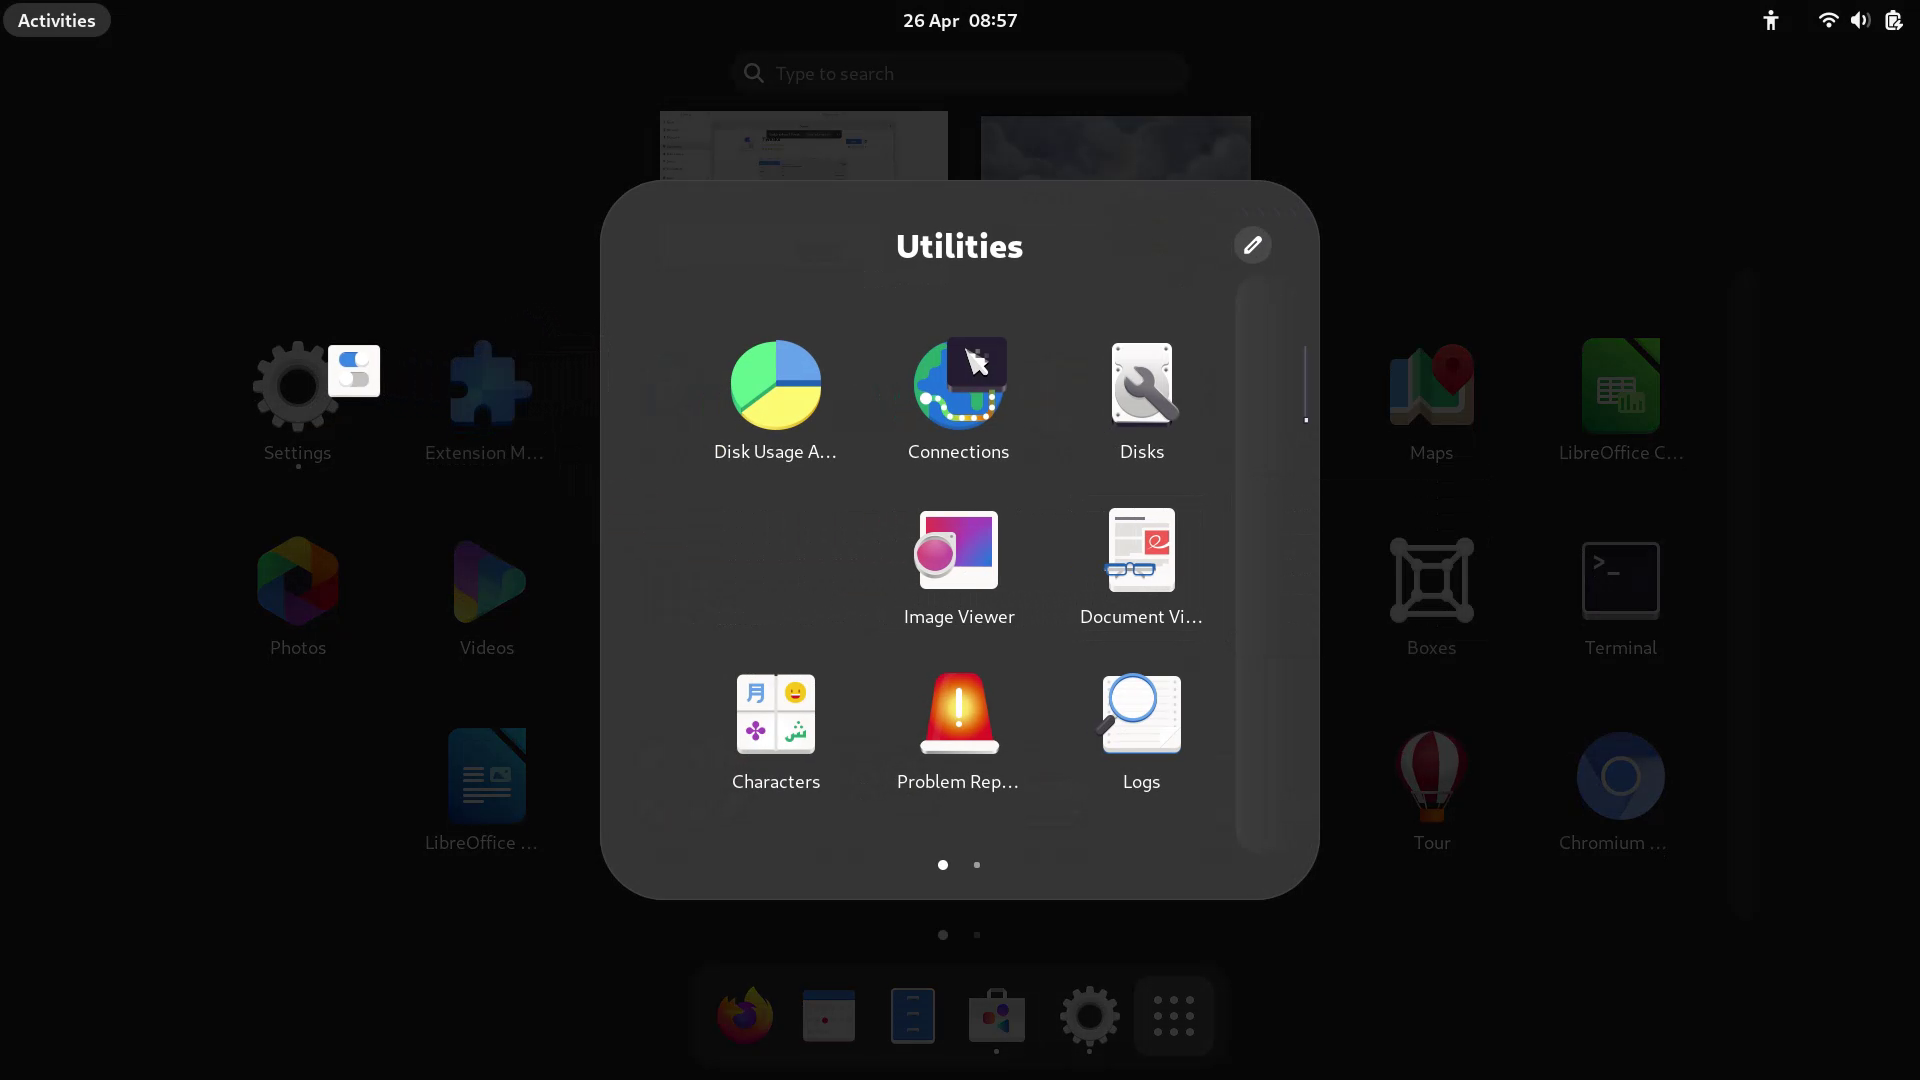 Activities
26 Apr 08:57
Type to search
Utilities
Settings
Extension M...
Disk Usage A...
Connections
Disks
Maps
LibreOffice C...
Photos
Videos
Image Viewer
Document Vi...
Boxes
Terminal
LibreOffice ...
Characters
Problem Rep...
Logs
Tour
Chromium ...
月
ش
>_